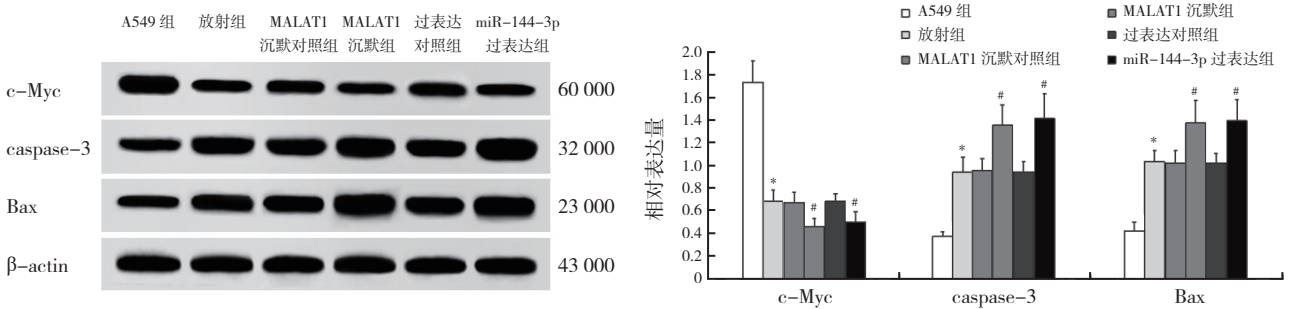 A549 组 放射组 MALAT1 MALAT1 过表达 miR-144-3p
沉默对照组 沉默组 对照组 过表达组
c-Myc 60 000
caspase-3 32 000
Bax 23 000
β-actin 43 000
A549 组 MALAT1 沉默组
放射组 过表达对照组
MALAT1 沉默对照组 miR-144-3p 过表达组
相对表达量
2.0
1.8
1.6
1.4
1.2
1.0
0.8
0.6
0.4
0.2
0
* # #
* # #
* # #
c-Myc caspase-3 Bax